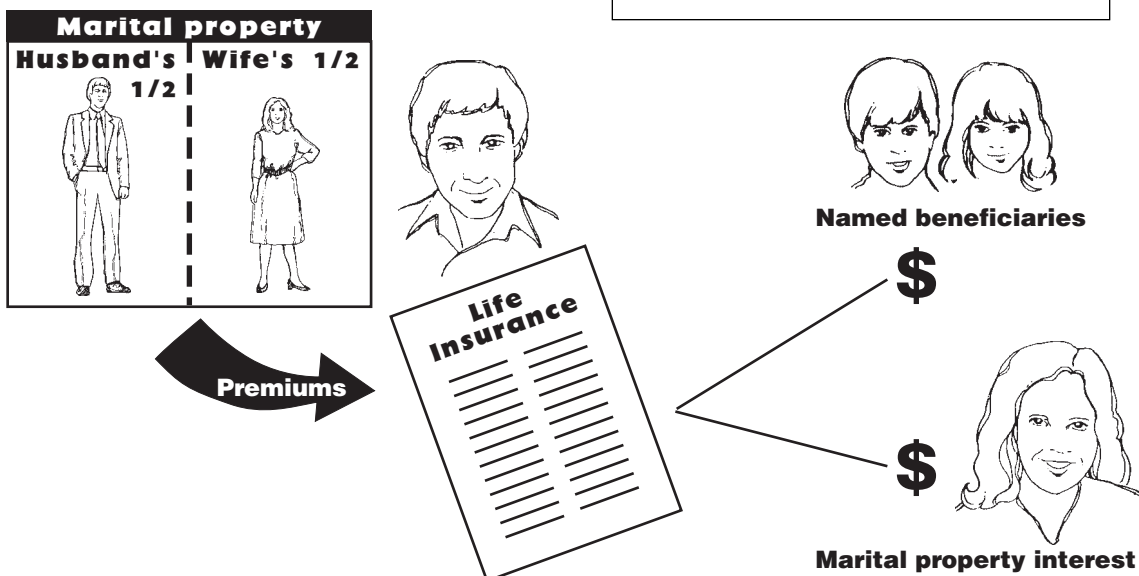 Marital property
Husband's 1/2
Wife's 1/2
Life
Insurance
Premiums
Named beneficiaries
$
$
Marital property interest